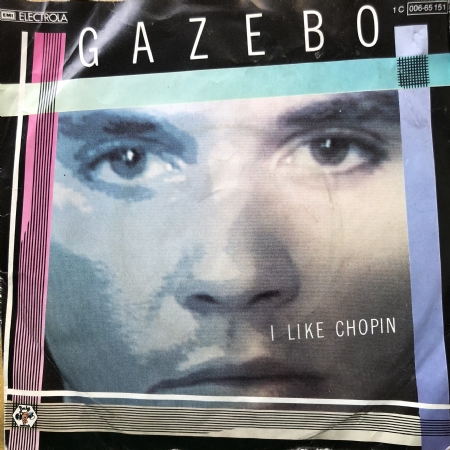 EMI ELECTROLA
1C 006-65 151
GAZEBO
I LIKE CHOPIN